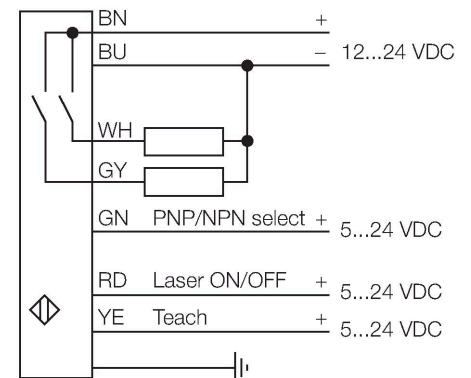 BN +
BU – 12...24 VDC
WH
GY
GN PNP/NPN select + 5...24 VDC
RD Laser ON/OFF + 5...24 VDC
YE Teach + 5...24 VDC